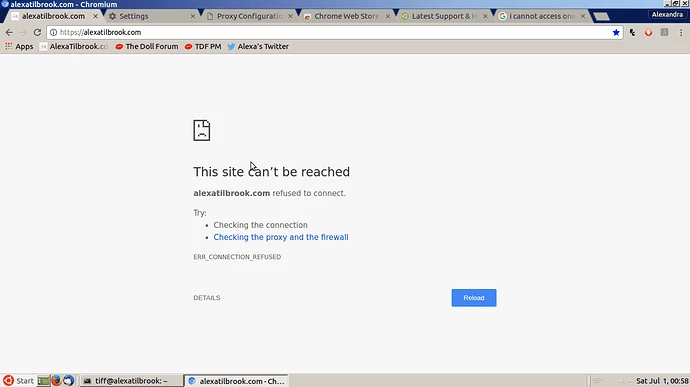 alexatilbrook.com - Chromium
alexatilbrook.com
Settings
Proxy Configuratio
Chrome Web Store
Latest Support & H
i cannot access one
Alexandra
https://alexatilbrook.com
Apps
AlexaTilbrook.co
The Doll Forum
TDF PM
Alexa's Twitter
This site can't be reached
alexatilbrook.com refused to connect.
Try:
Checking the connection
Checking the proxy and the firewall
ERR_CONNECTION_REFUSED
DETAILS
Reload
Start
tiff@alexatilbrook: ~
alexatilbrook.com - Ch...
Sat Jul 1, 00:58